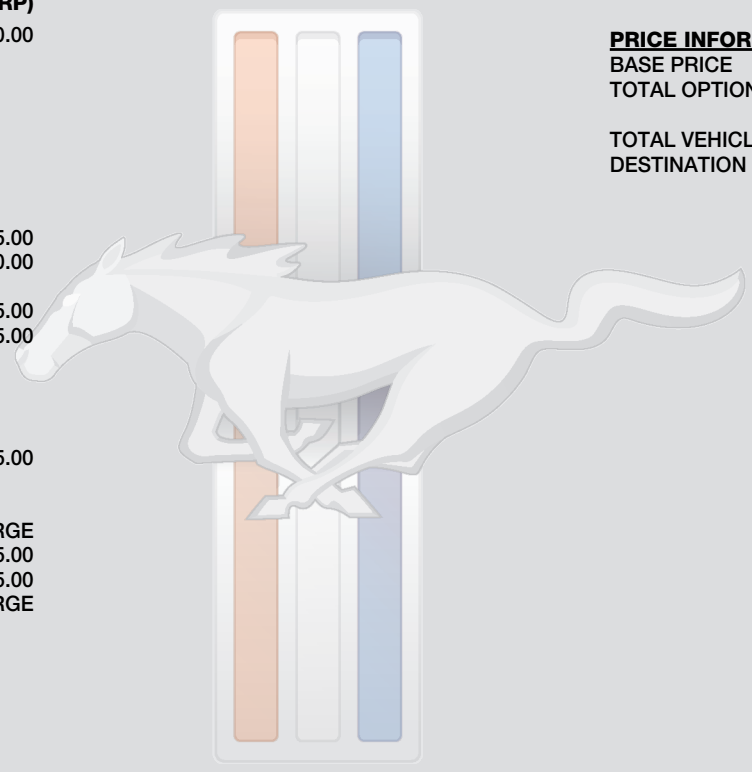 RP)
0.00
5.00
0.00
5.00
5.00
5.00
RGE
5.00
5.00
RGE
PRICE INFOR
BASE PRICE
TOTAL OPTION
TOTAL VEHICL
DESTINATION